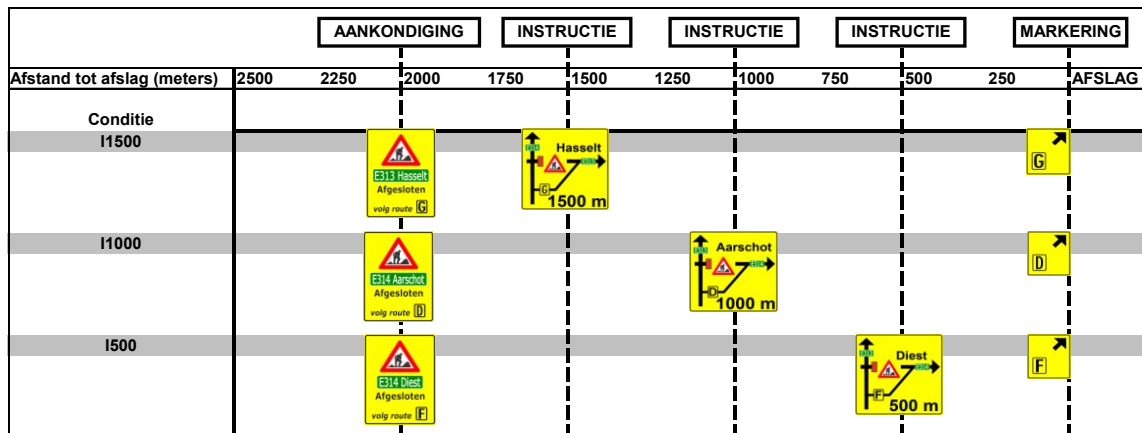 AANKONDIGING INSTRUCTIE INSTRUCTIE INSTRUCTIE MARKERING
Afstand tot afslag (meters) 2500 2250 2000 1750 1500 1250 1000 750 500 250 AFSLAG
Conditie
I1500
E313 Hasselt
Afgesloten
volg route G
Hasselt
G
1500 m
G
I1000
E314 Aarschot
Afgesloten
volg route D
Aarschot
D
1000 m
D
I500
E314 Diest
Afgesloten
volg route F
Diest
F
500 m
F